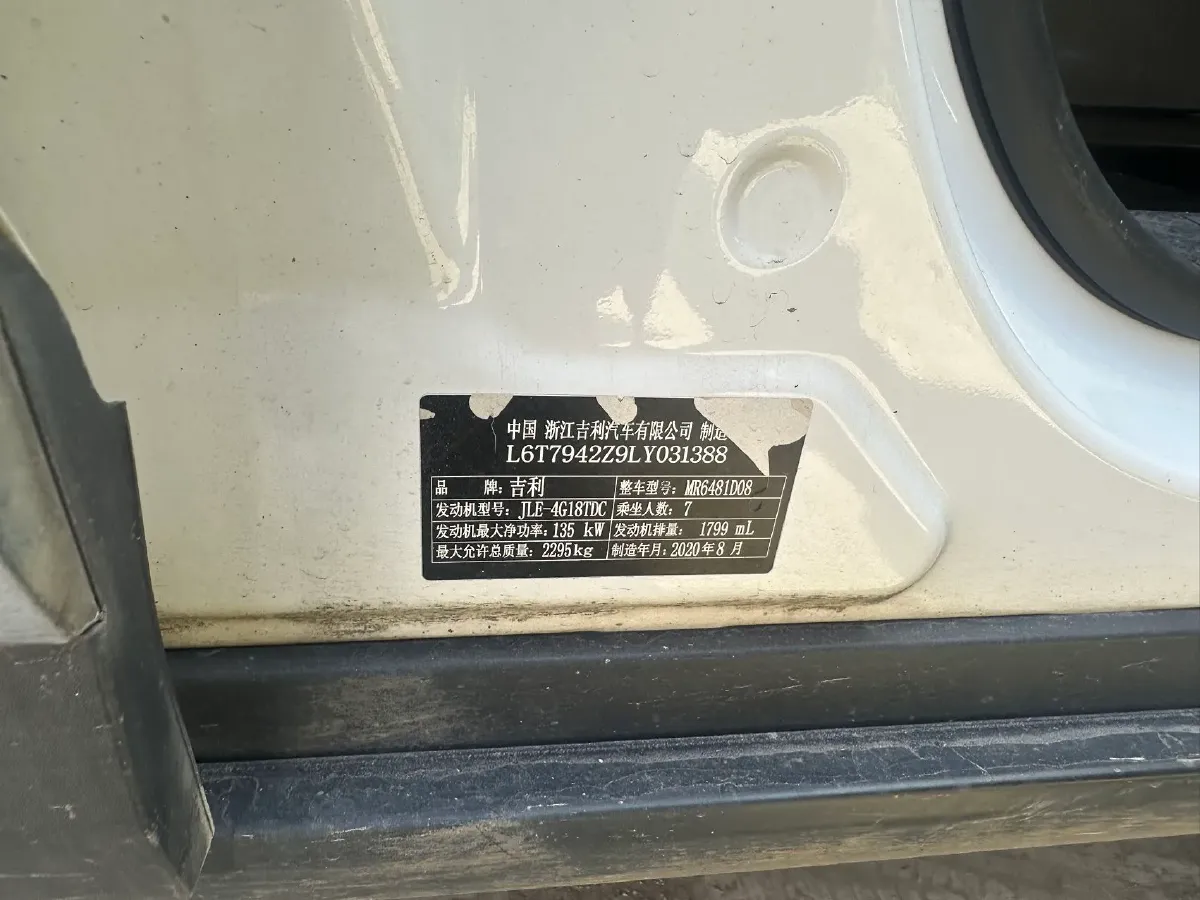 中国 浙江吉利汽车有限公司 制造
L6T7942Z9LY031388
品 牌：吉利 整车型号：MR6481D08
发动机型号：JLE-4G18TDC 乘坐人数：7
发动机最大净功率：135 kW 发动机排量：1799 mL
最大允许总质量：2295kg 制造年月：2020年8月